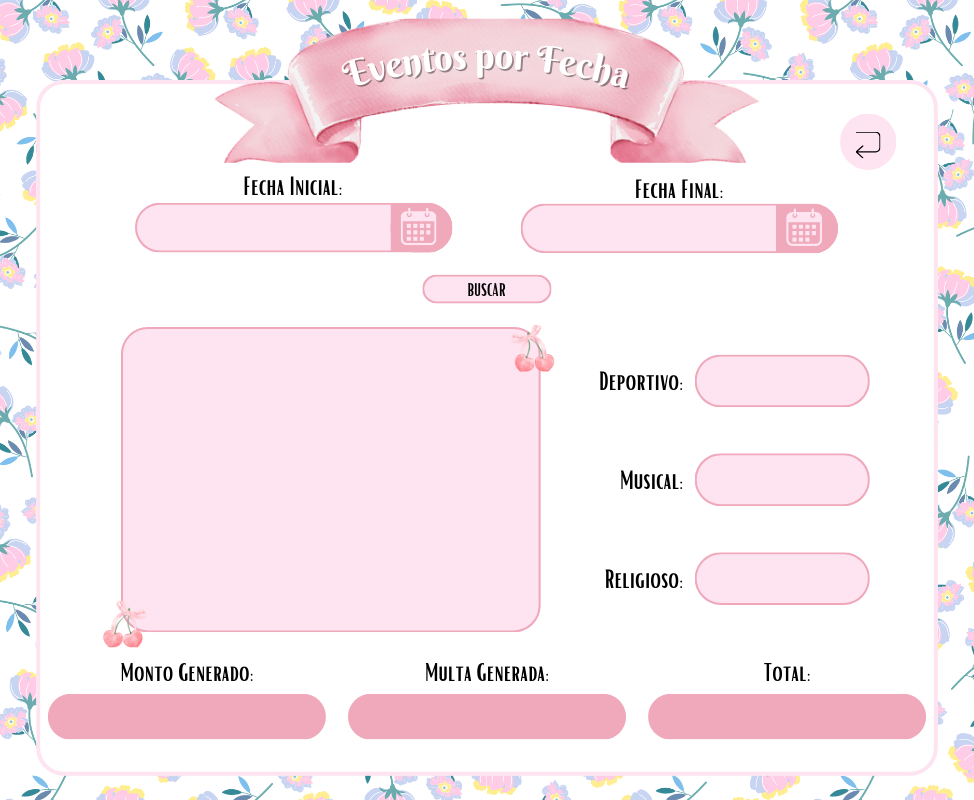 Eventos por Fecha
Fecha Inicial:
Fecha Final:
BUSCAR
Deportivo:
Musical:
Religioso:
Monto Generado:
Multa Generada:
Total: